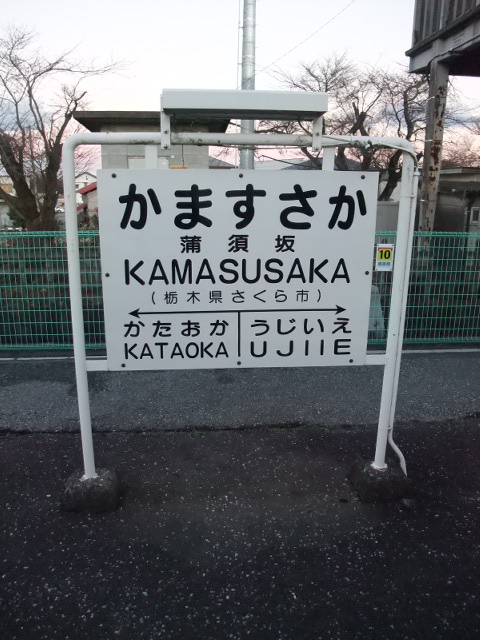 かますさか
蒲須坂
KAMASUSAKA
(栃木県さくら市)
かたおか うじいえ
KATAOKA UJIIE
10